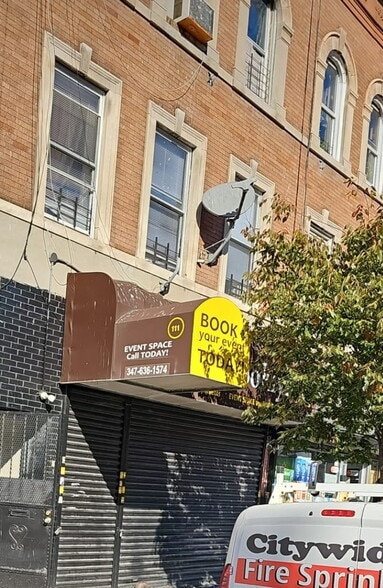 111
EVENT SPACE
Call TODAY!
347-636-1574
BOOK
your event
TODAY
Citywid
Fire Sprin